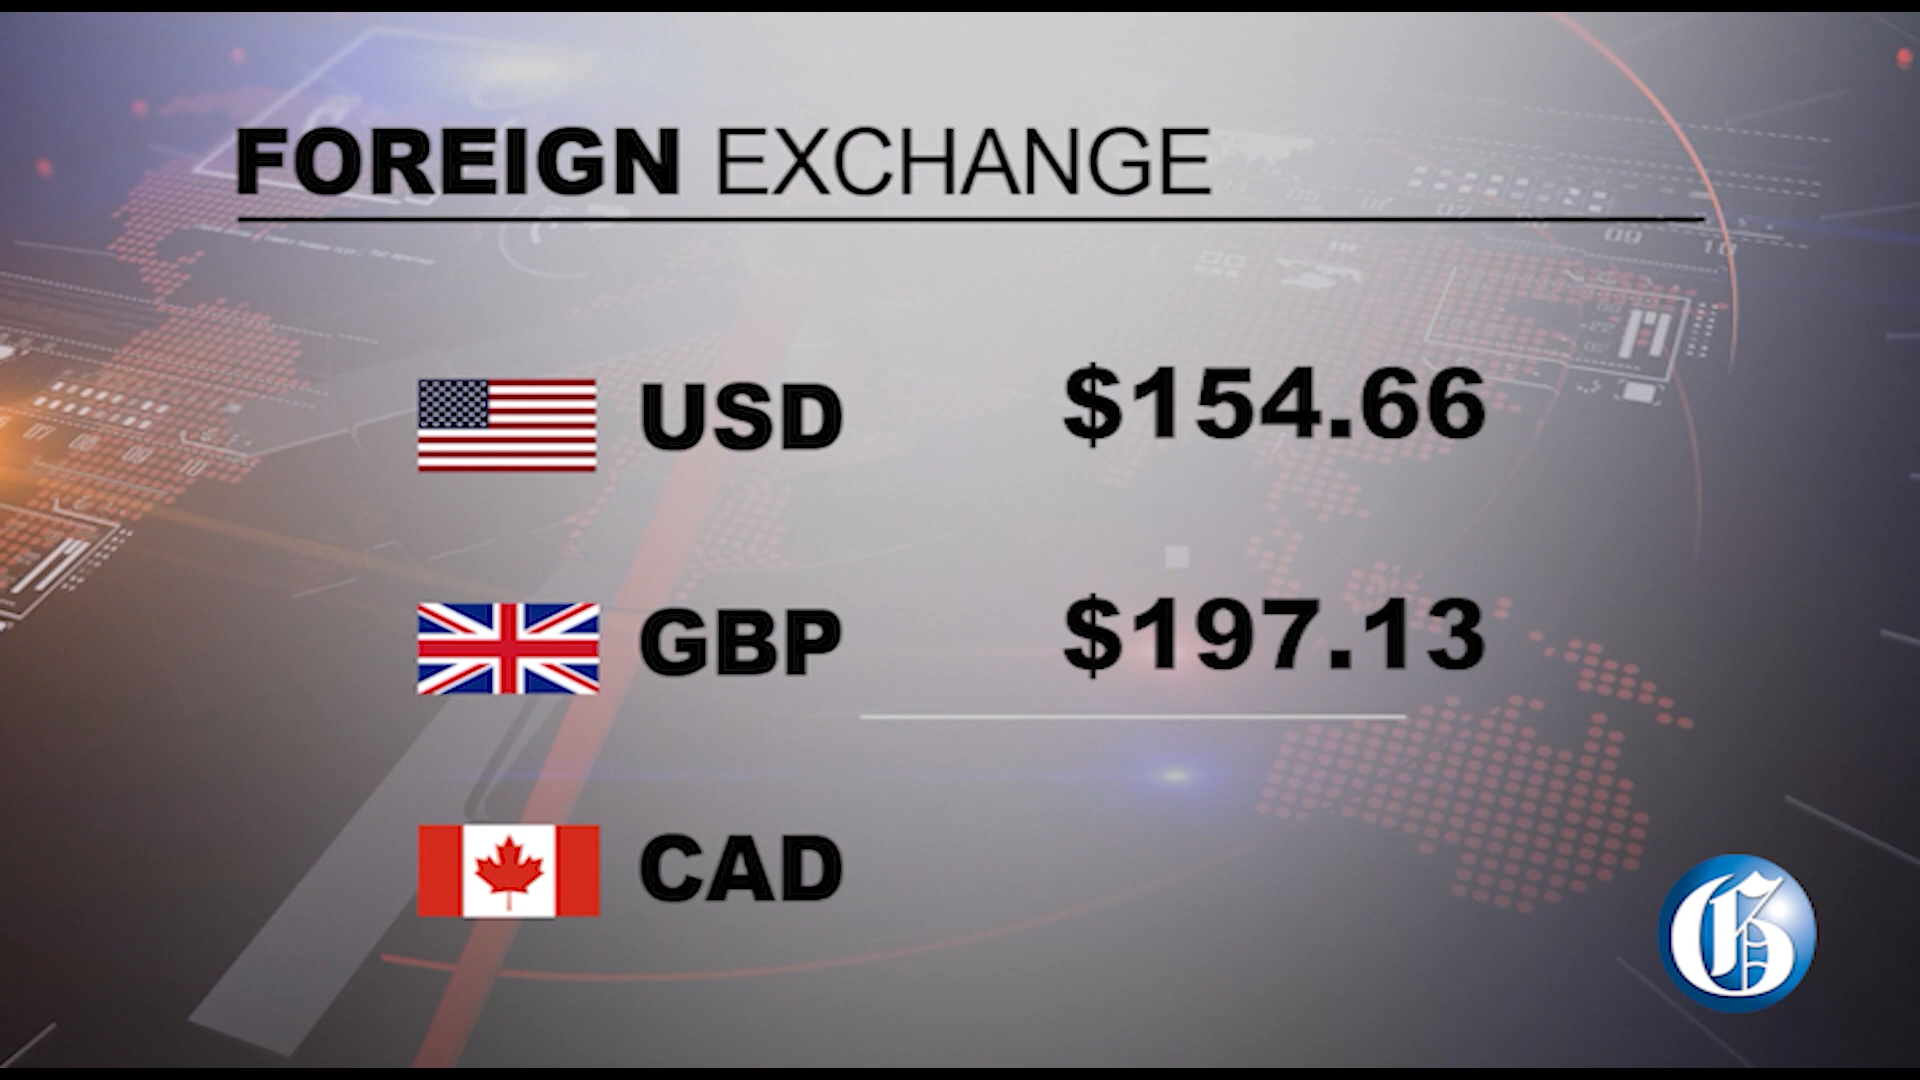 FOREIGN EXCHANGE
USD $154.66
GBP $197.13
CAD
G